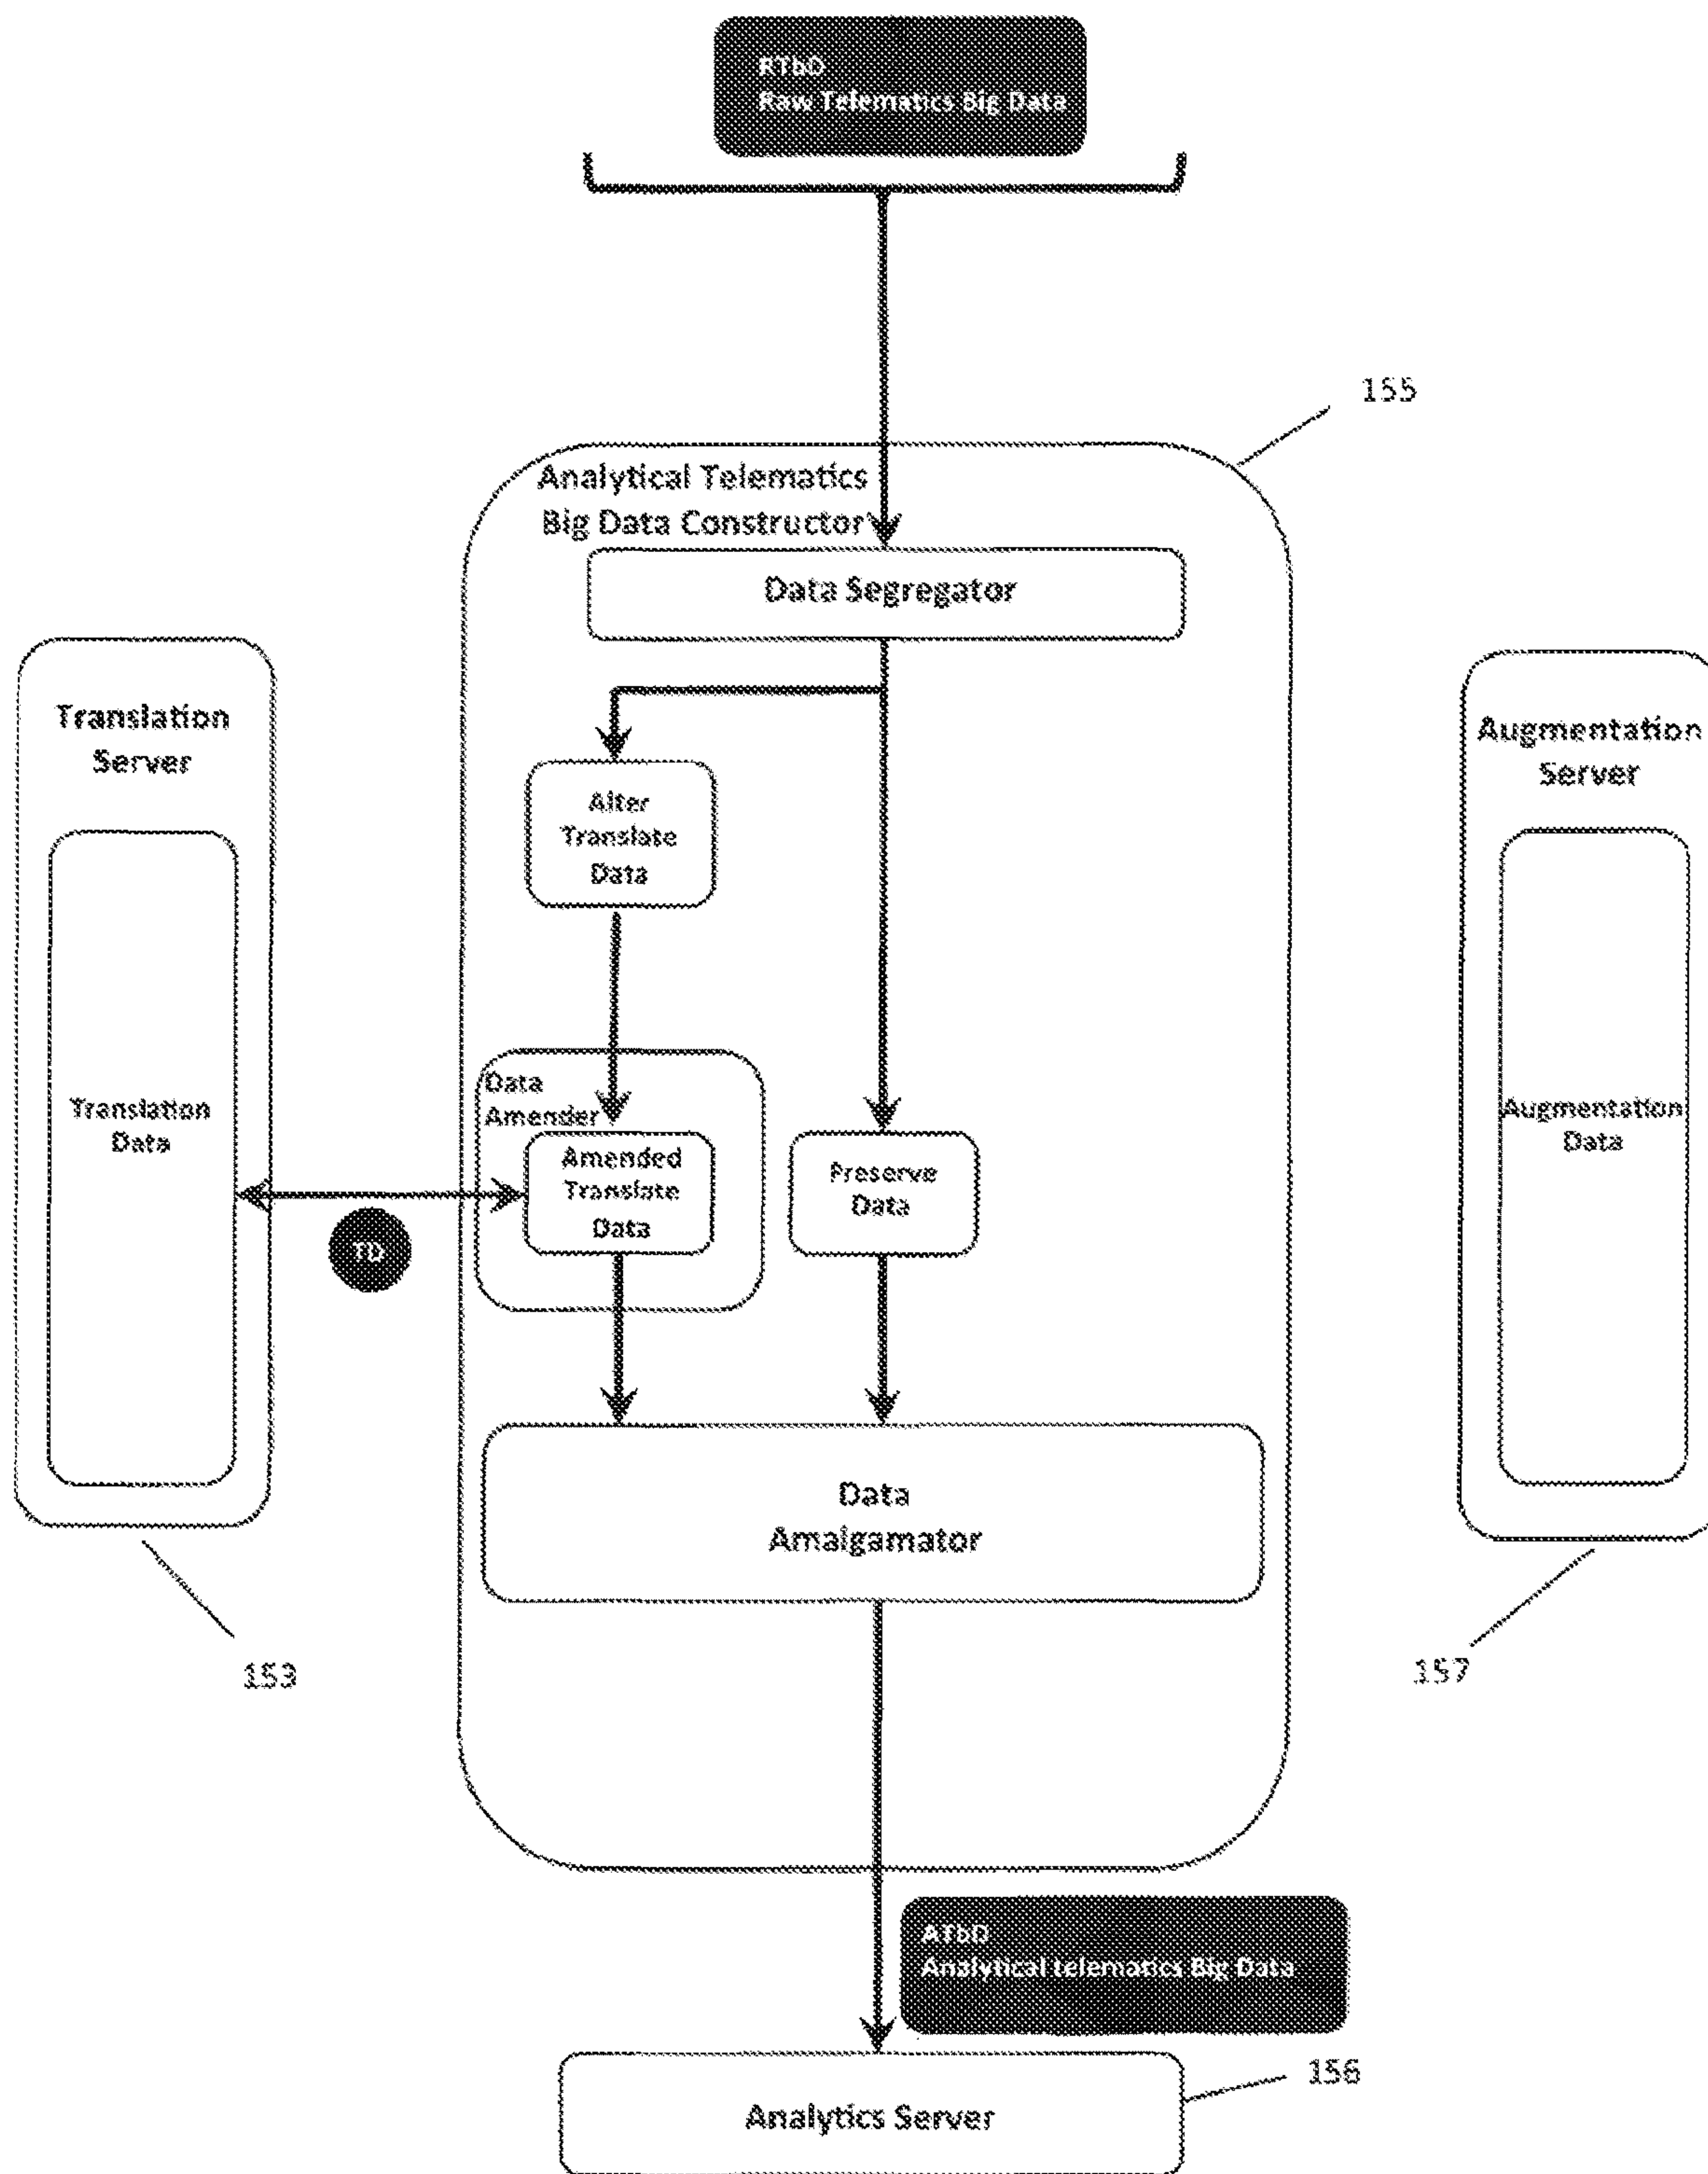 RTbD
Raw Telematics Big Data
155
Analytical Telematics
Big Data Constructor
Data Segregator
Translation
Server
Augmentation
Server
Alter
Translate
Data
Data
Amender
Translation
Data
Augmentation
Data
Amended
Translate
Data
Preserve
Data
TD
Data
Amalgamator
153
157
ATbD
Analytical telematics Big Data
156
Analytics Server